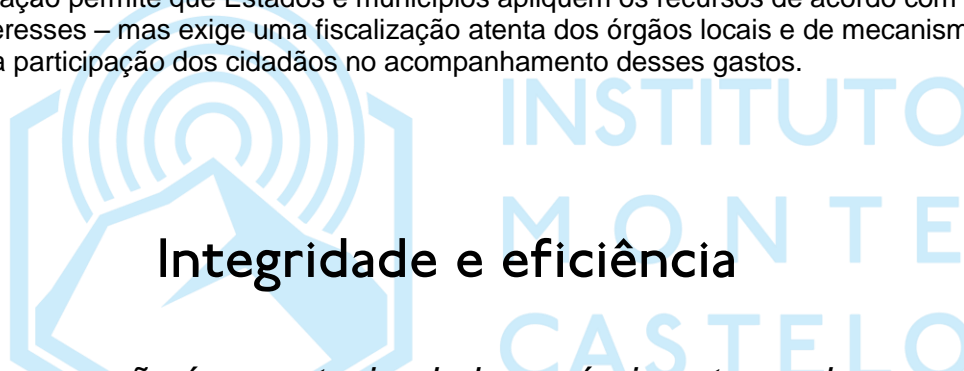 ação permite que Estados e municípios apliquem os recursos de acordo com
eresses – mas exige uma fiscalização atenta dos órgãos locais e de mecanism
a participação dos cidadãos no acompanhamento desses gastos.
INSTITUTO
MONTE
Integridade e eficiência
CASTELO